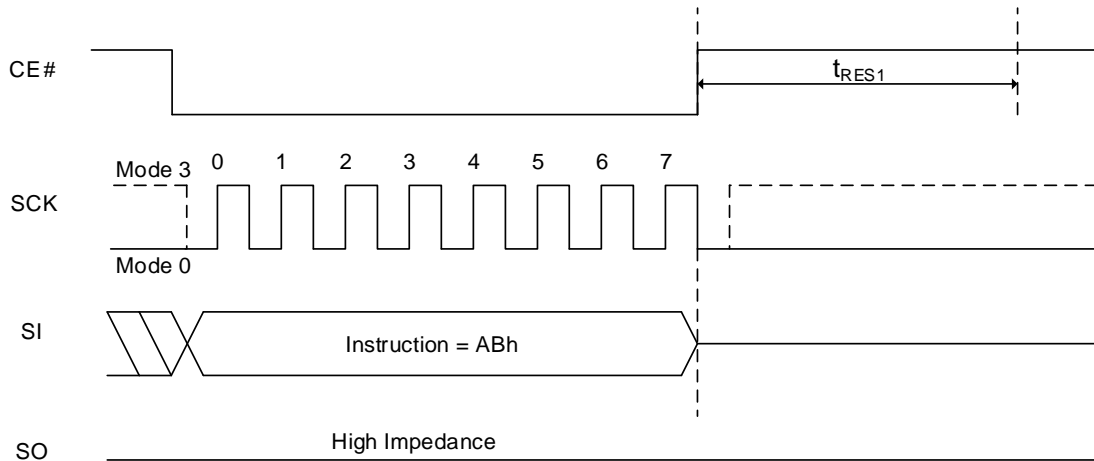 CE#
tRES1
Mode 3
0 1 2 3 4 5 6 7
SCK
Mode 0
SI
Instruction = ABh
High Impedance
SO